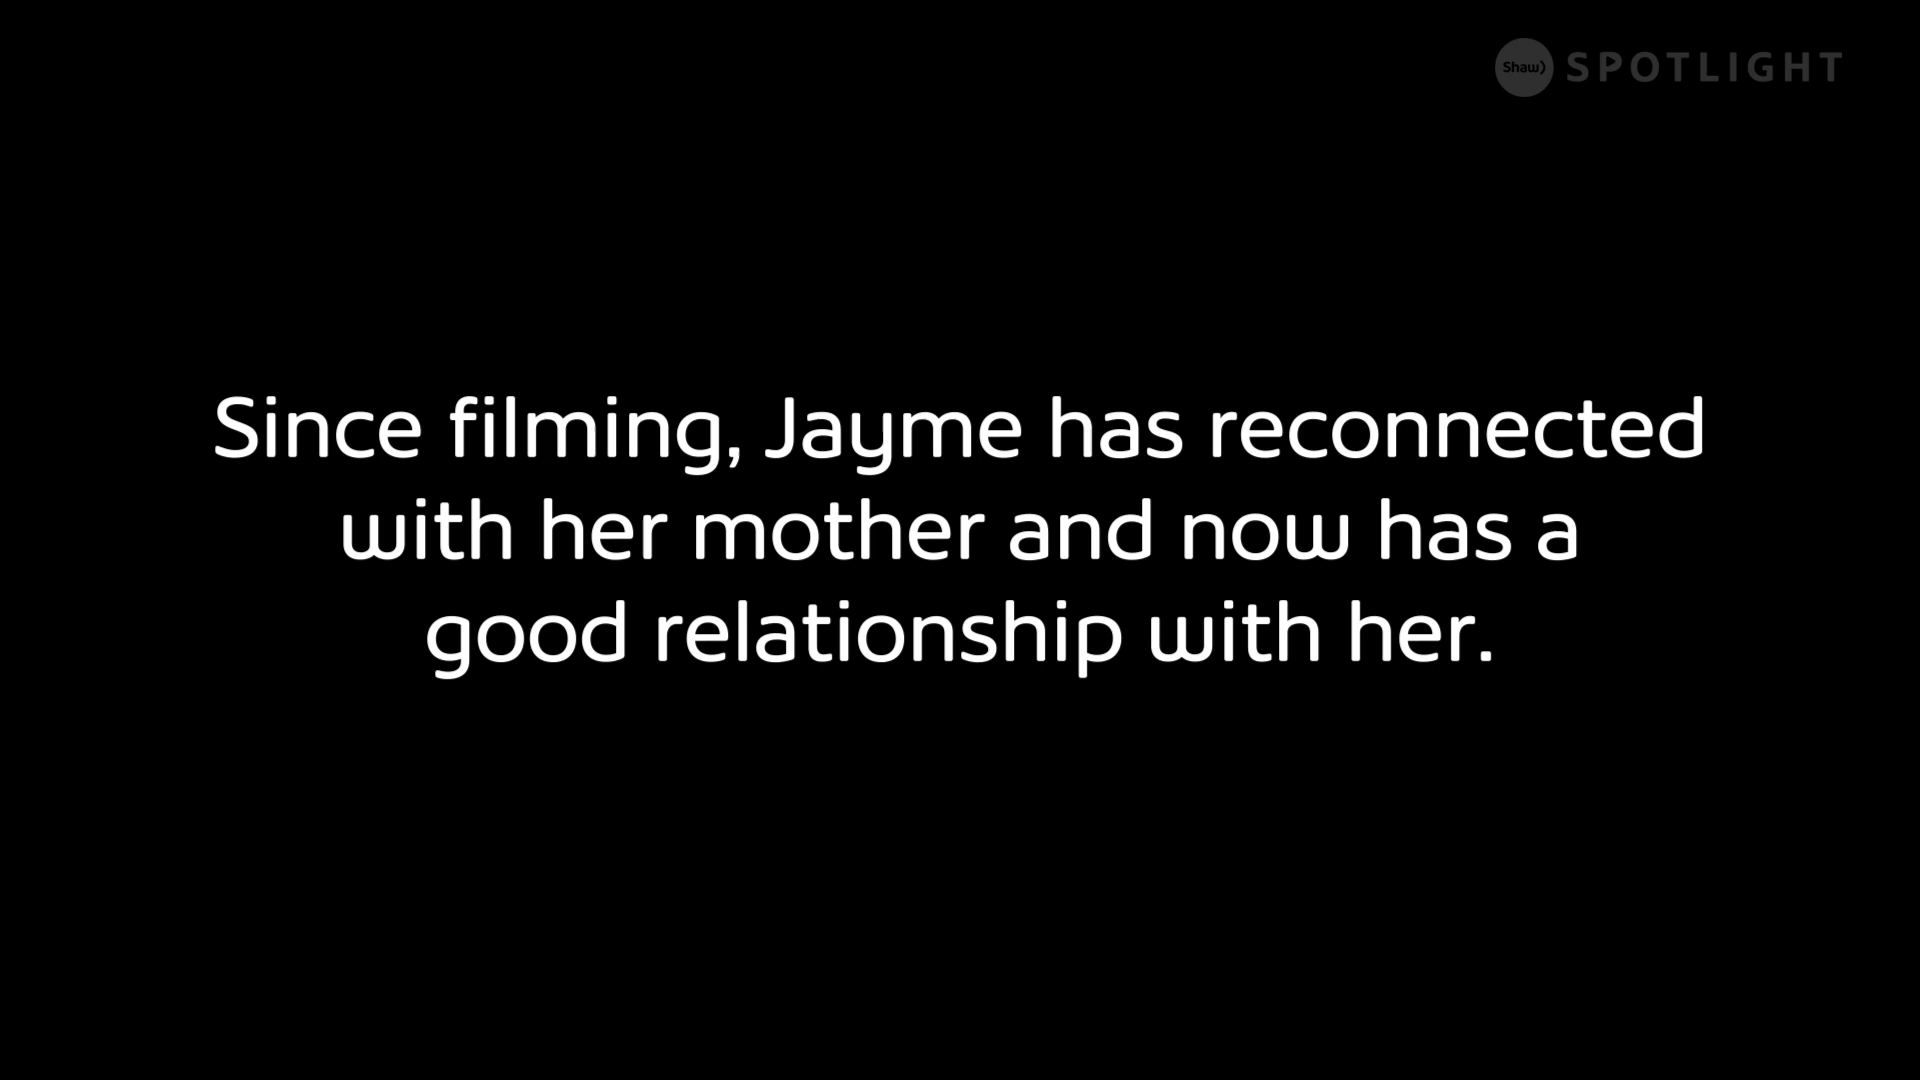 Shaw) SPOTLIGHT
Since filming, Jayme has reconnected
with her mother and now has a
good relationship with her.